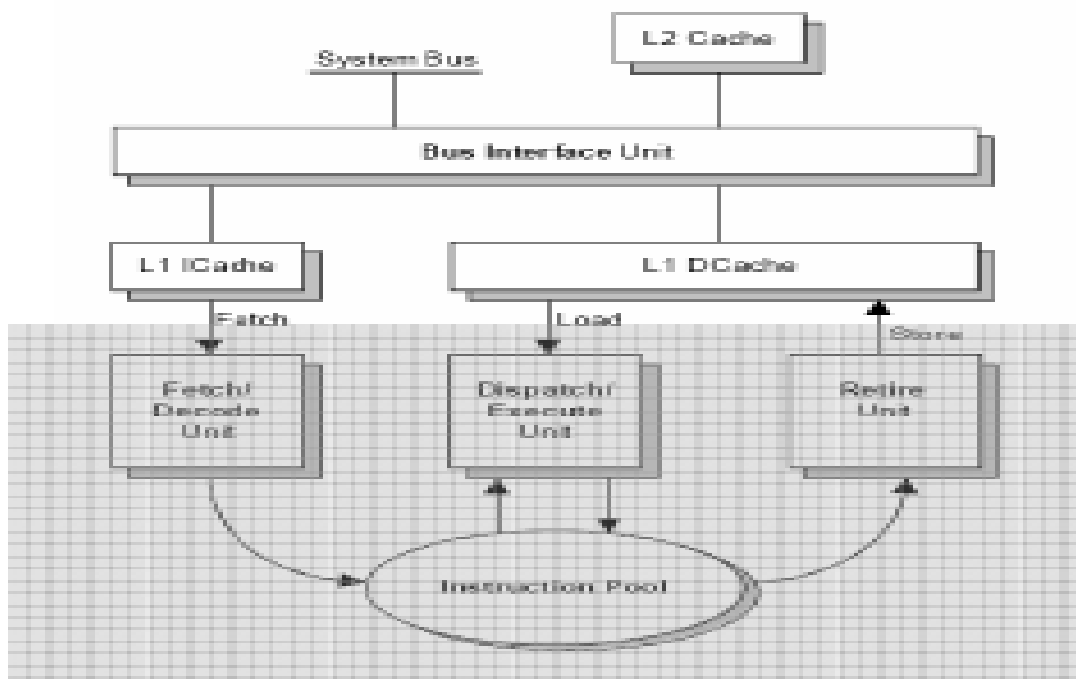 L2 Cache
System Bus
Bus Interface Unit
L1 ICache
L1 DCache
Fetch
Load
Store
Fetch/
Decode
Unit
Dispatch/
Execute
Unit
Retire
Unit
Instruction Pool